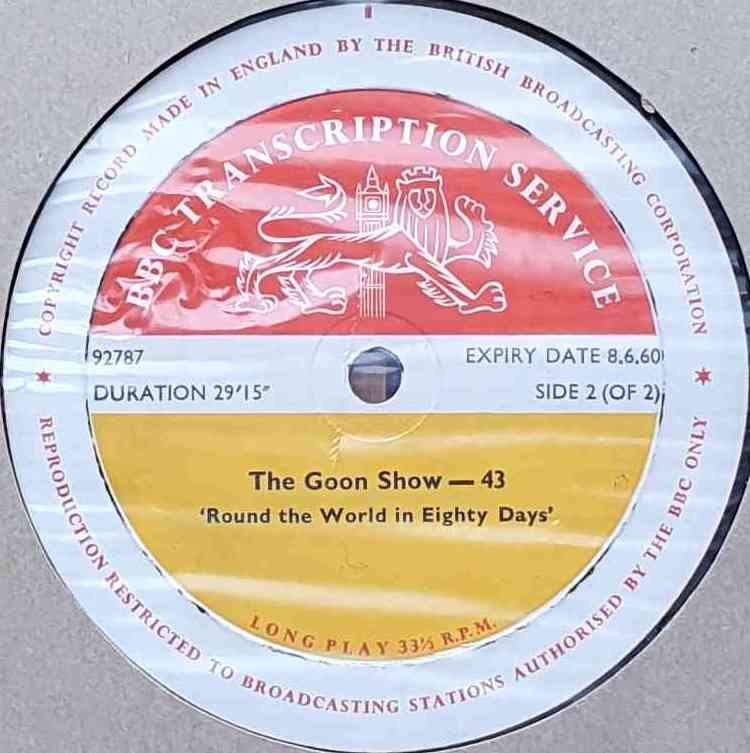 COPYRIGHT RECORD MADE IN ENGLAND BY THE BRITISH BROADCASTING CORPORATION
BBC TRANSCRIPTION SERVICE
92787 EXPIRY DATE 8.6.60
DURATION 29'15" SIDE 2 (OF 2)
The Goon Show — 43
'Round the World in Eighty Days'
LONG PLAY 33⅓ R.P.M.
REPRODUCTION RESTRICTED TO BROADCASTING STATIONS AUTHORISED BY THE BBC ONLY